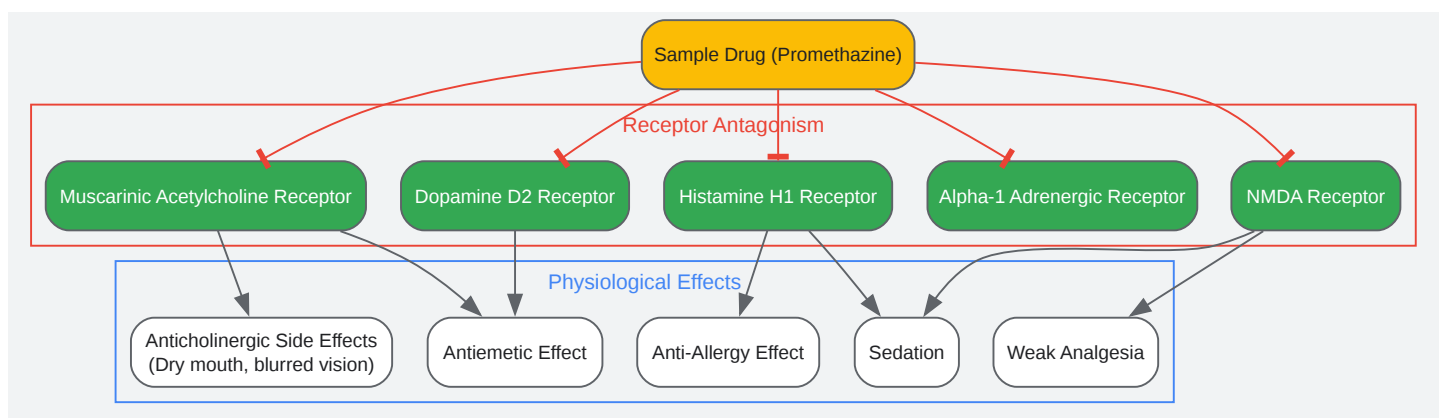 Sample Drug (Promethazine)
Receptor Antagonism
Muscarinic Acetylcholine Receptor
Dopamine D2 Receptor
Histamine H1 Receptor
Alpha-1 Adrenergic Receptor
NMDA Receptor
Physiological Effects
Anticholinergic Side Effects
(Dry mouth, blurred vision)
Antiemetic Effect
Anti-Allergy Effect
Sedation
Weak Analgesia